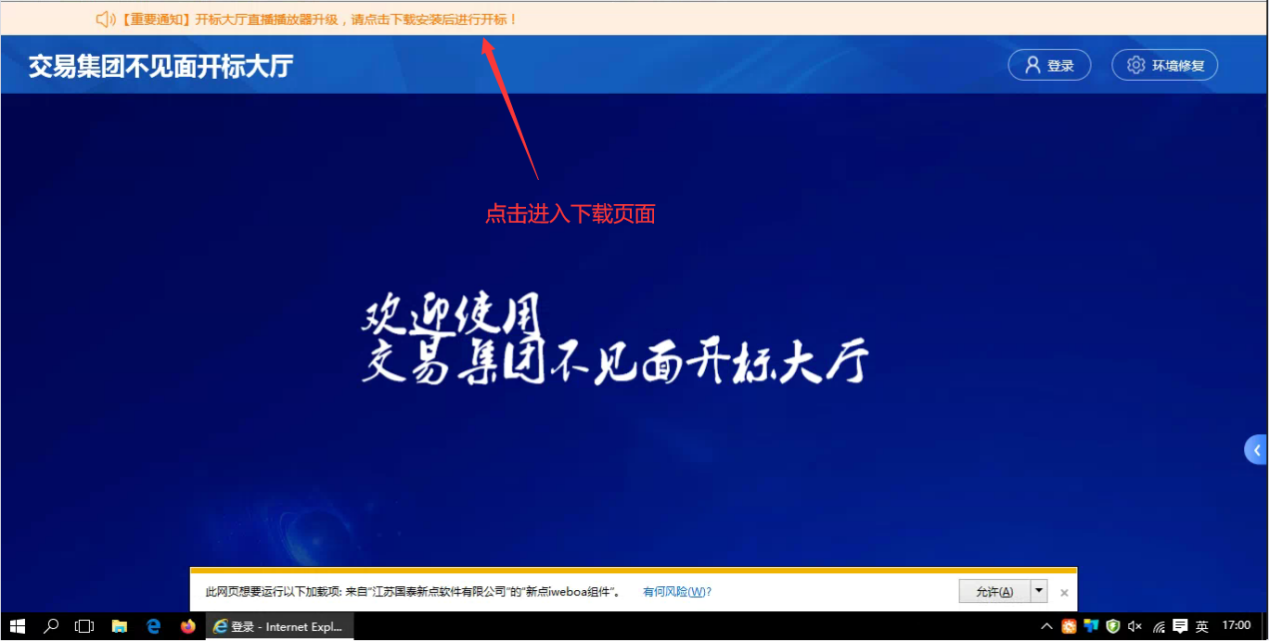 【重要通知】开标大厅直播播放器升级，请点击下载安装后进行开标！
交易集团不见面开标大厅
登录
环境修复
点击进入下载页面
欢迎使用
交易集团不见面开标大厅
此网页想要运行以下加载项: 来自"江苏国泰新点软件有限公司"的"新点iweboa组件"。 有何风险(W)? 允许(A) ×
登录 - Internet Expl...
英
17:00